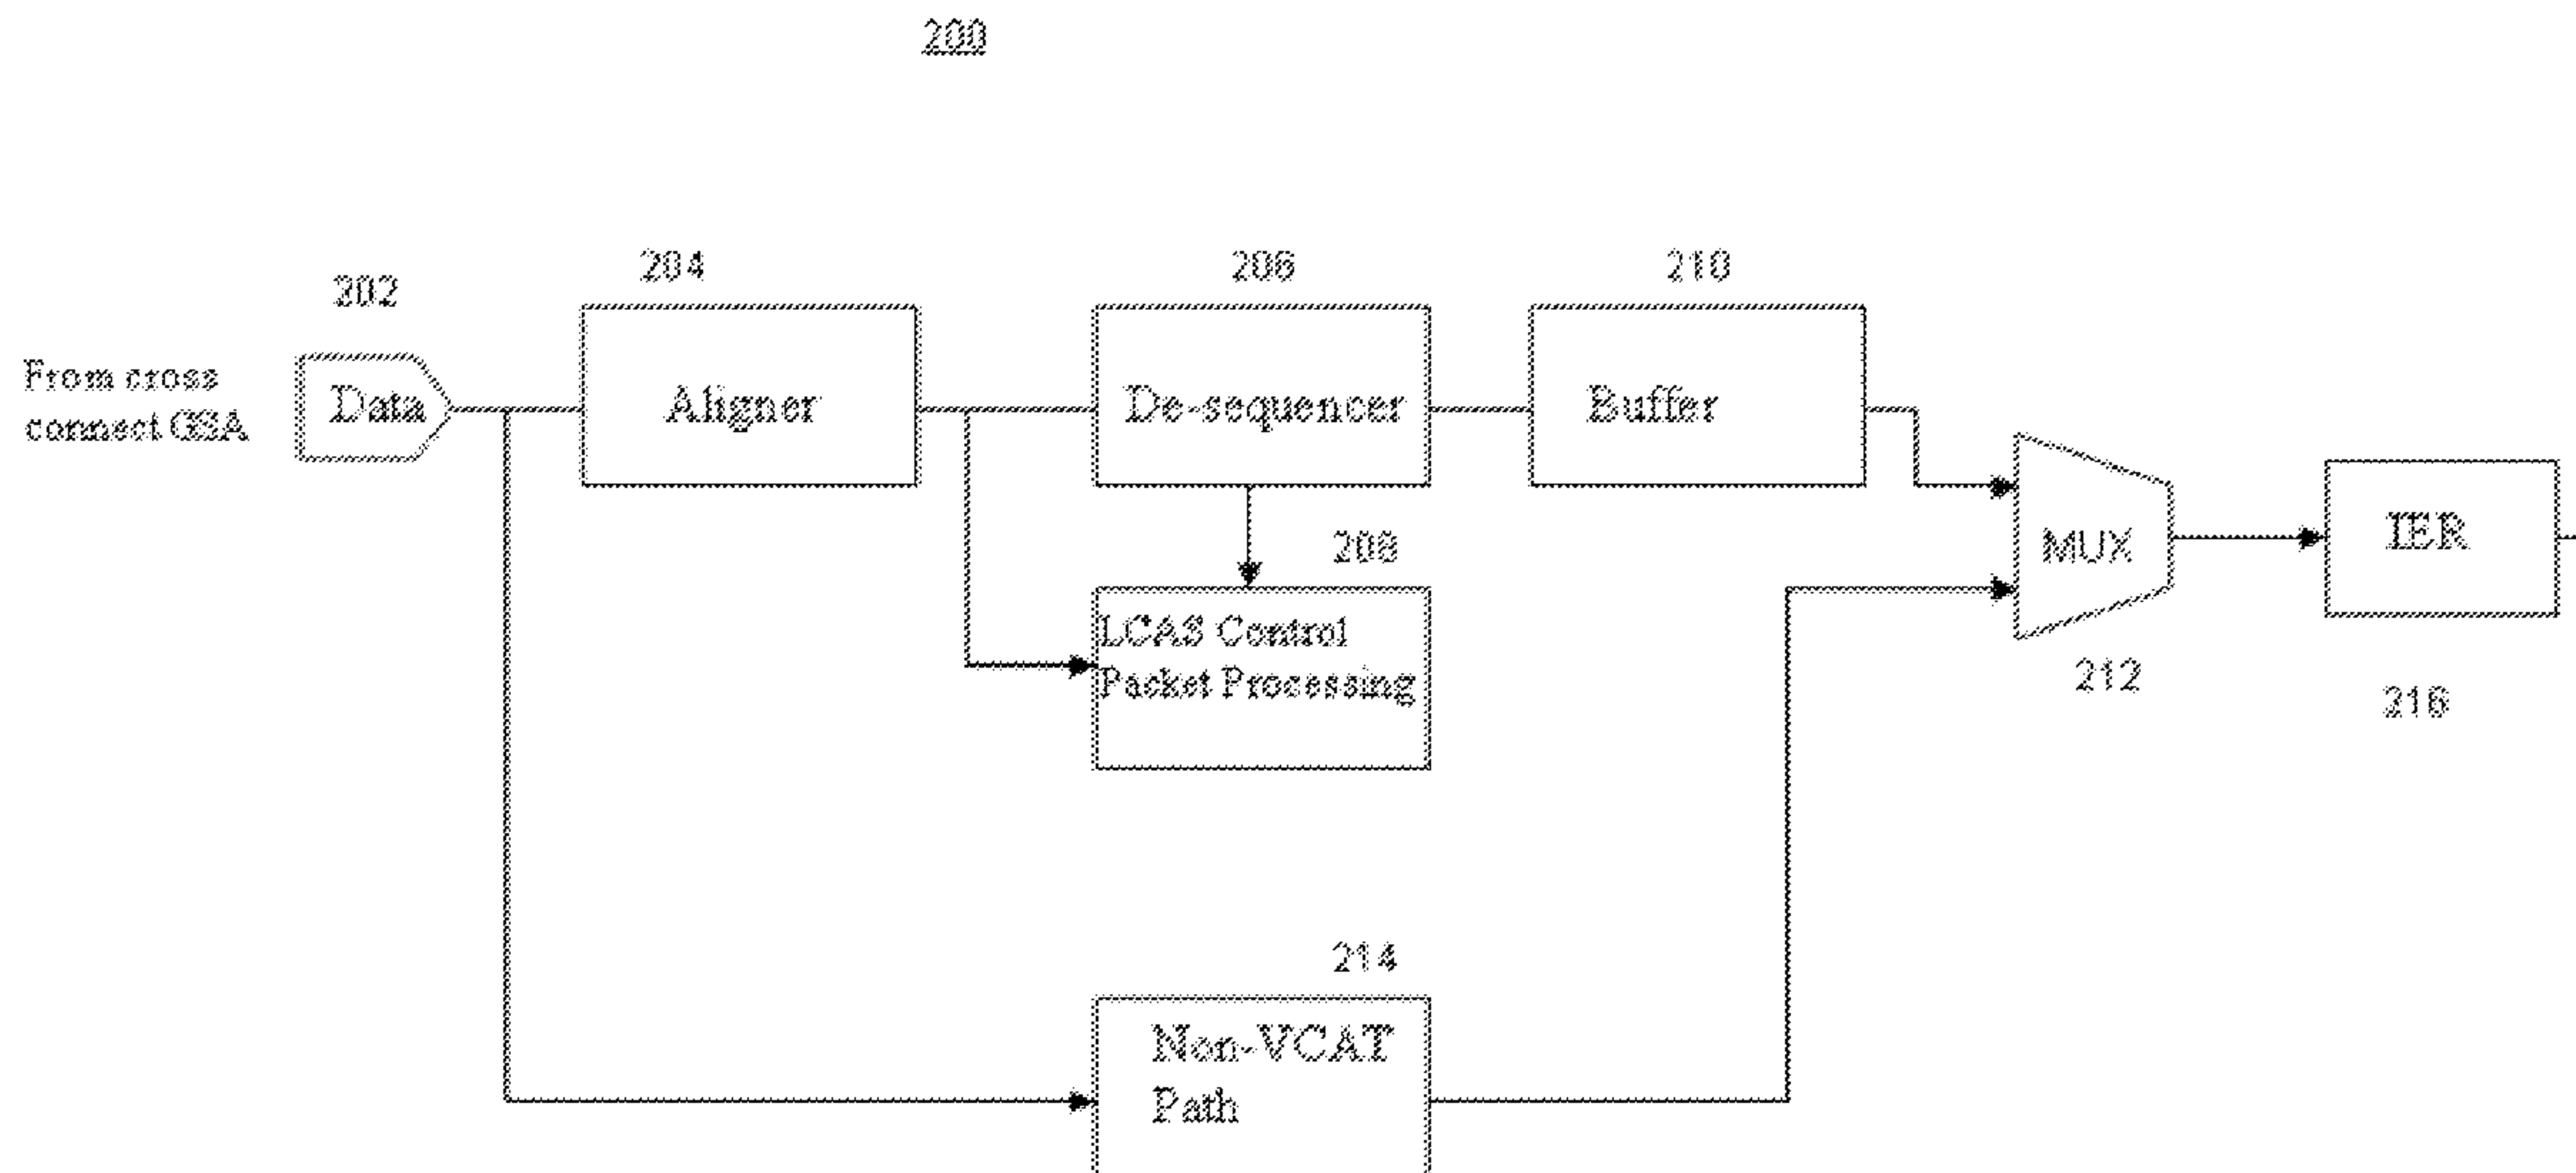 200
202
204
206
210
From cross
connect GSA
Data
Aligner
De-sequencer
Buffer
MUX
IER
208
LCAS Control
Packet Processing
212
216
214
Non-VCAT
Path